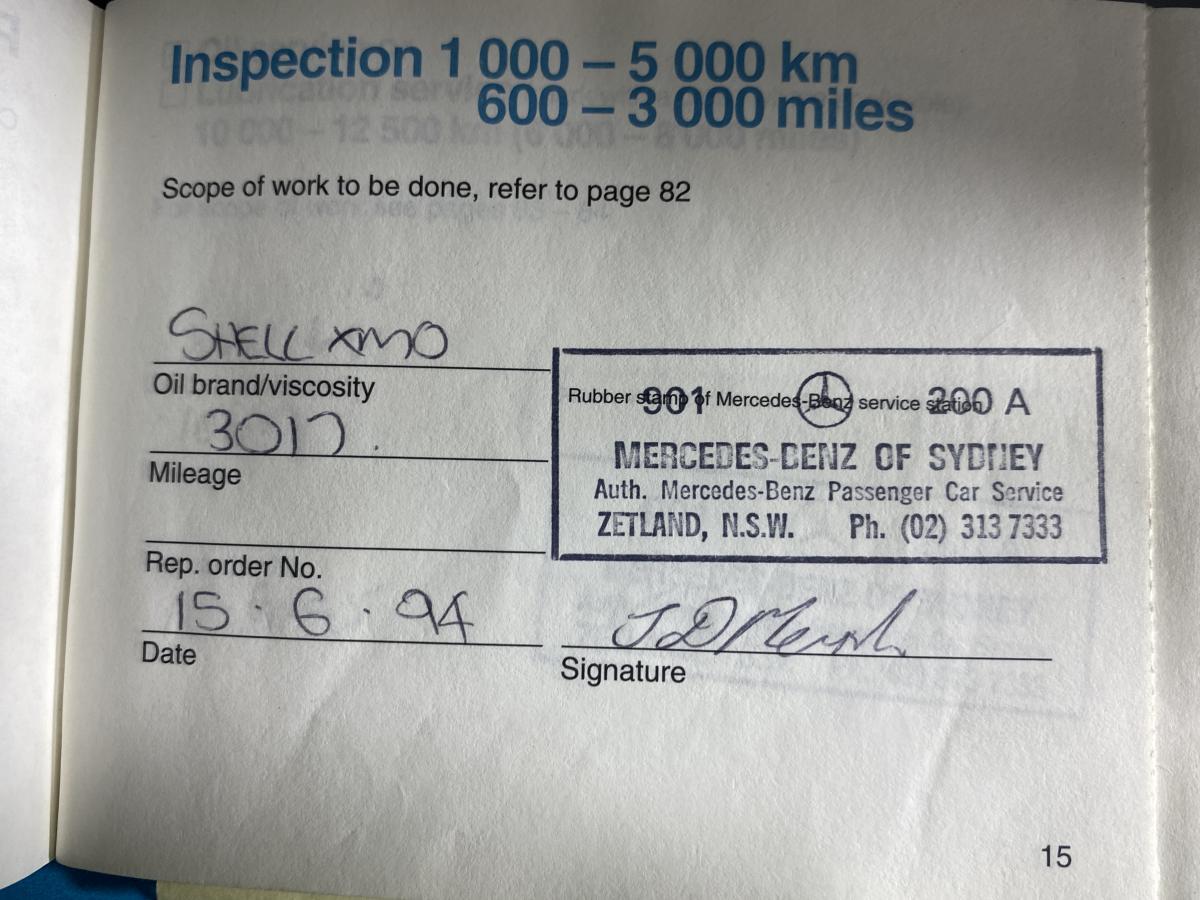 Inspection 1 000 – 5 000 km
600 – 3 000 miles
Scope of work to be done, refer to page 82
SHELL XMO
Oil brand/viscosity
3017.
Mileage
Rep. order No.
15 · 6 · 94
Date
Rubber stamp of Mercedes-Benz service station
901 200 A
MERCEDES-BENZ OF SYDNEY
Auth. Mercedes-Benz Passenger Car Service
ZETLAND, N.S.W. Ph. (02) 313 7333
Signature
15